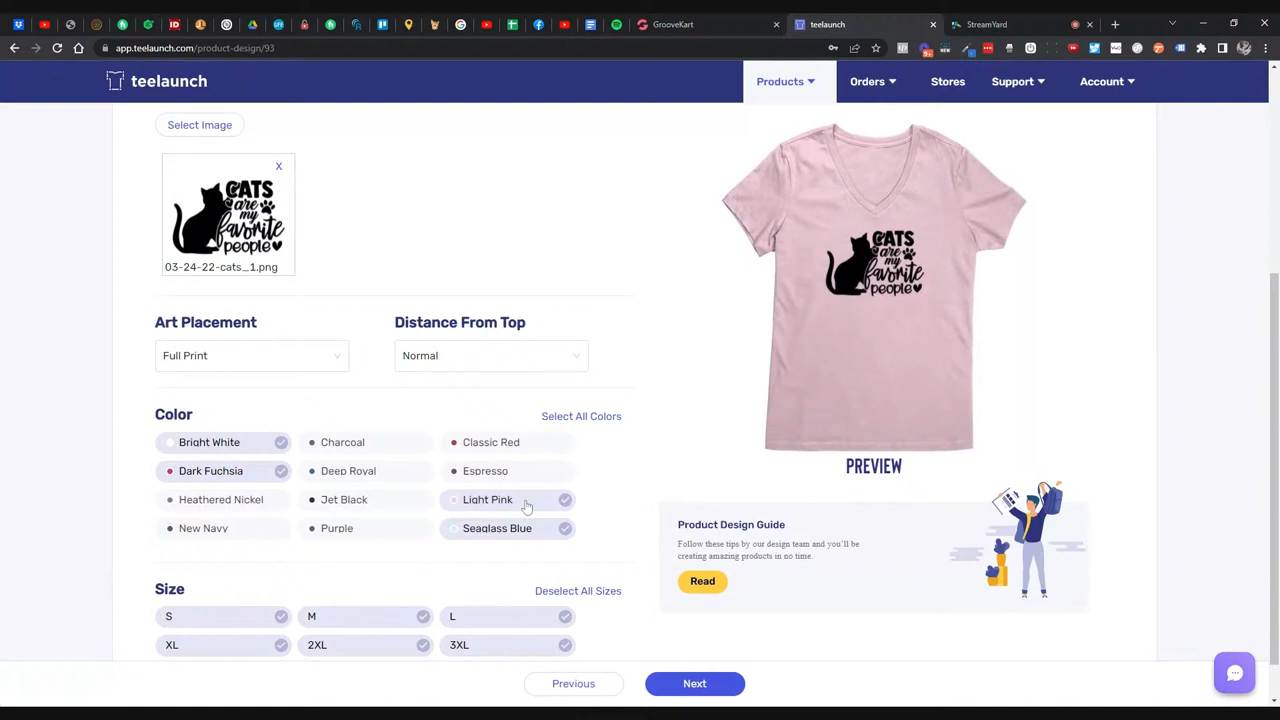 GrooveKart
teelaunch
StreamYard
app.teelaunch.com/product-design/93
teelaunch
Products
Orders
Stores
Support
Account
Select Image
X
CATS
are my
favorite
people
03-24-22-cats_1.png
CATS
are my
favorite
people
Art Placement
Distance From Top
Full Print
Normal
Color
Select All Colors
Bright White
Charcoal
Classic Red
Dark Fuchsia
Deep Royal
Espresso
Heathered Nickel
Jet Black
Light Pink
New Navy
Purple
Seaglass Blue
PREVIEW
Product Design Guide
Follow these tips by our design team and you'll be
creating amazing products in no time.
Read
Size
Deselect All Sizes
S
M
L
XL
2XL
3XL
Previous
Next